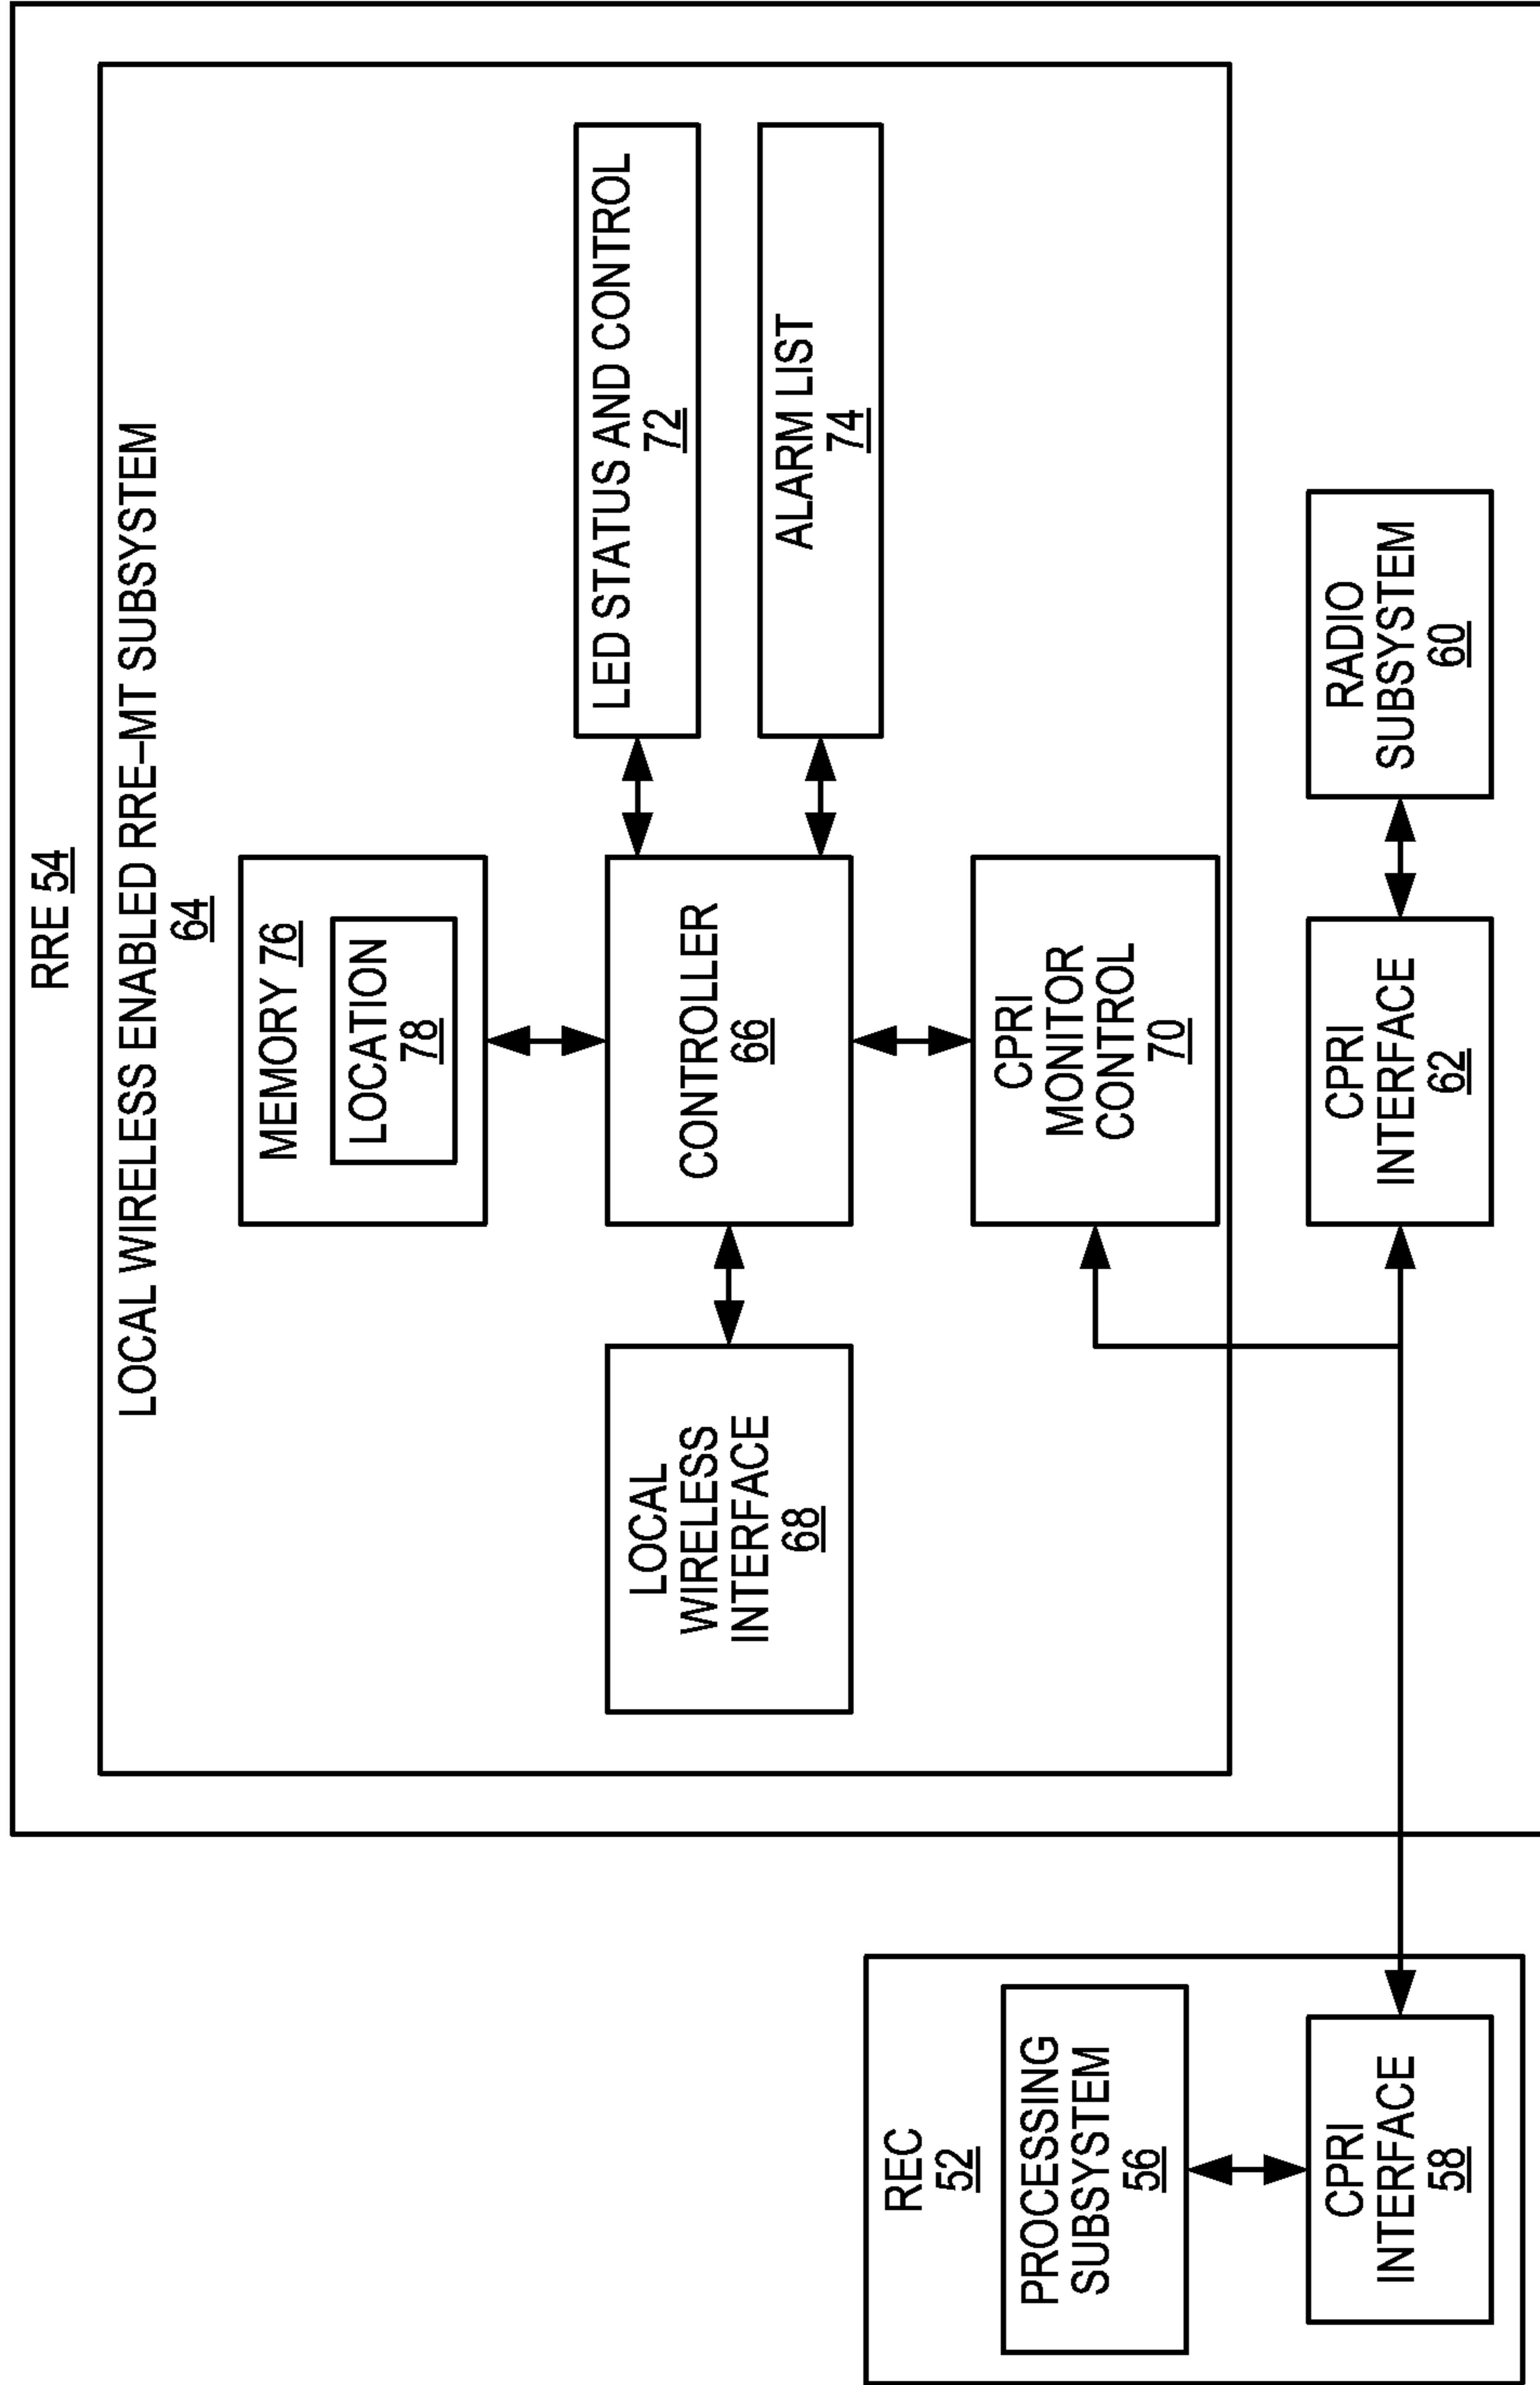 RRE 54
LOCAL WIRELESS ENABLED RRE–MT SUBSYSTEM
64
MEMORY 76
LOCATION
78
LED STATUS AND CONTROL
72
ALARM LIST
74
LOCAL
WIRELESS
INTERFACE
68
CONTROLLER
66
CPRI
MONITOR
CONTROL
70
REC
52
PROCESSING
SUBSYSTEM
56
CPRI
INTERFACE
58
CPRI
INTERFACE
62
RADIO
SUBSYSTEM
60